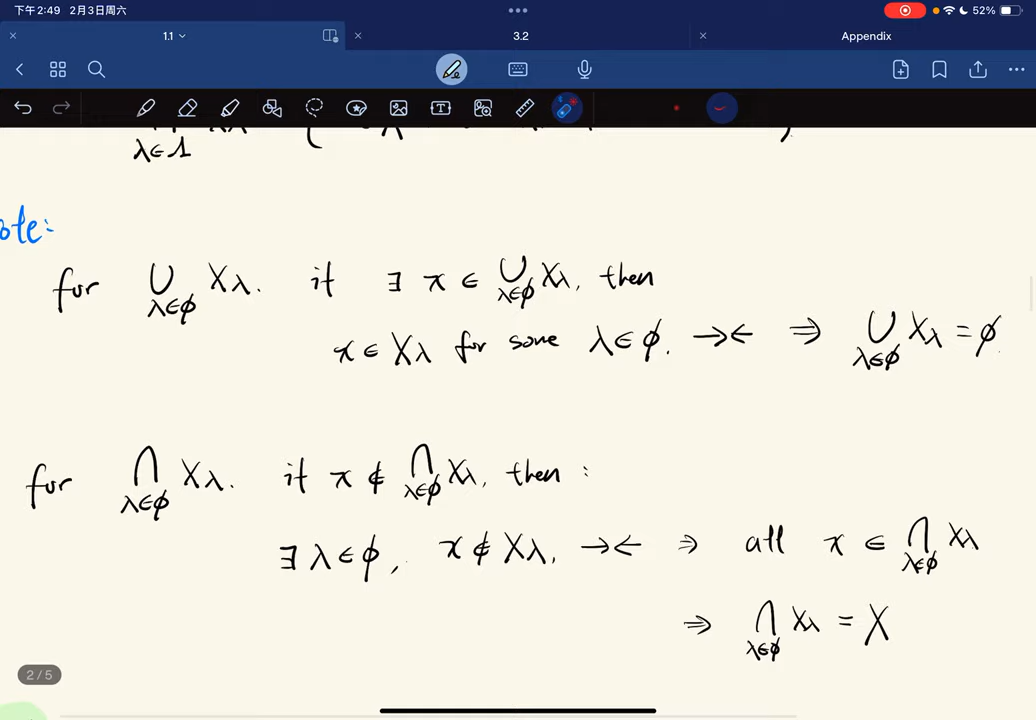 下午2:49 2月3日周六
52%
1.1
3.2
Appendix
λ∈Λ
ote:
for ⋃ Xλ. if ∃ x ∈ ⋃ Xλ, then
λ∈ϕ λ∈ϕ
x ∈ Xλ for some λ∈ϕ. →← ⇒ ⋃ Xλ = ϕ.
λ∈ϕ
for ⋂ Xλ. if x ∉ ⋂ Xλ, then :
λ∈ϕ λ∈ϕ
∃ λ∈ϕ, x ∉ Xλ, →← ⇒ all x ∈ ⋂ Xλ
λ∈ϕ
⇒ ⋂ Xλ = X
λ∈ϕ
2 / 5